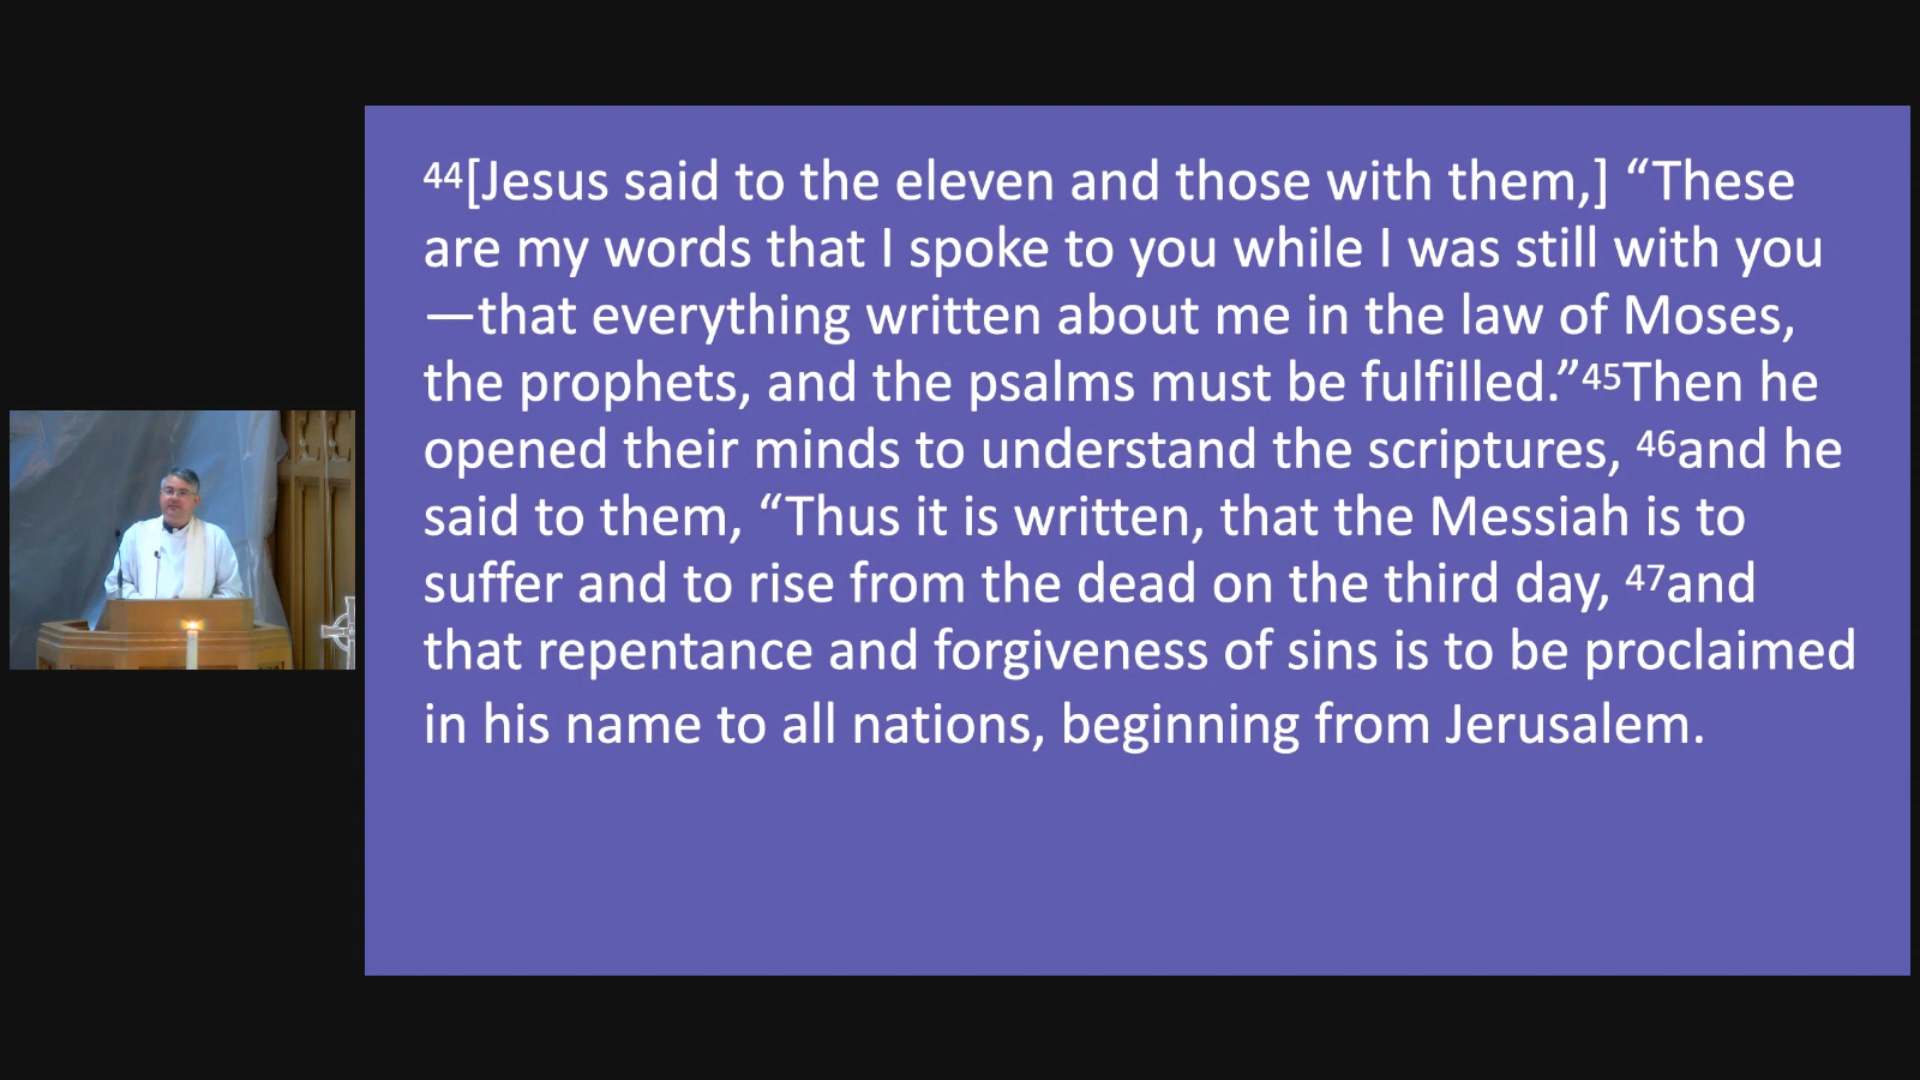 44[Jesus said to the eleven and those with them,] “These
are my words that I spoke to you while I was still with you
—that everything written about me in the law of Moses,
the prophets, and the psalms must be fulfilled.”45Then he
opened their minds to understand the scriptures, 46and he
said to them, “Thus it is written, that the Messiah is to
suffer and to rise from the dead on the third day, 47and
that repentance and forgiveness of sins is to be proclaimed
in his name to all nations, beginning from Jerusalem.